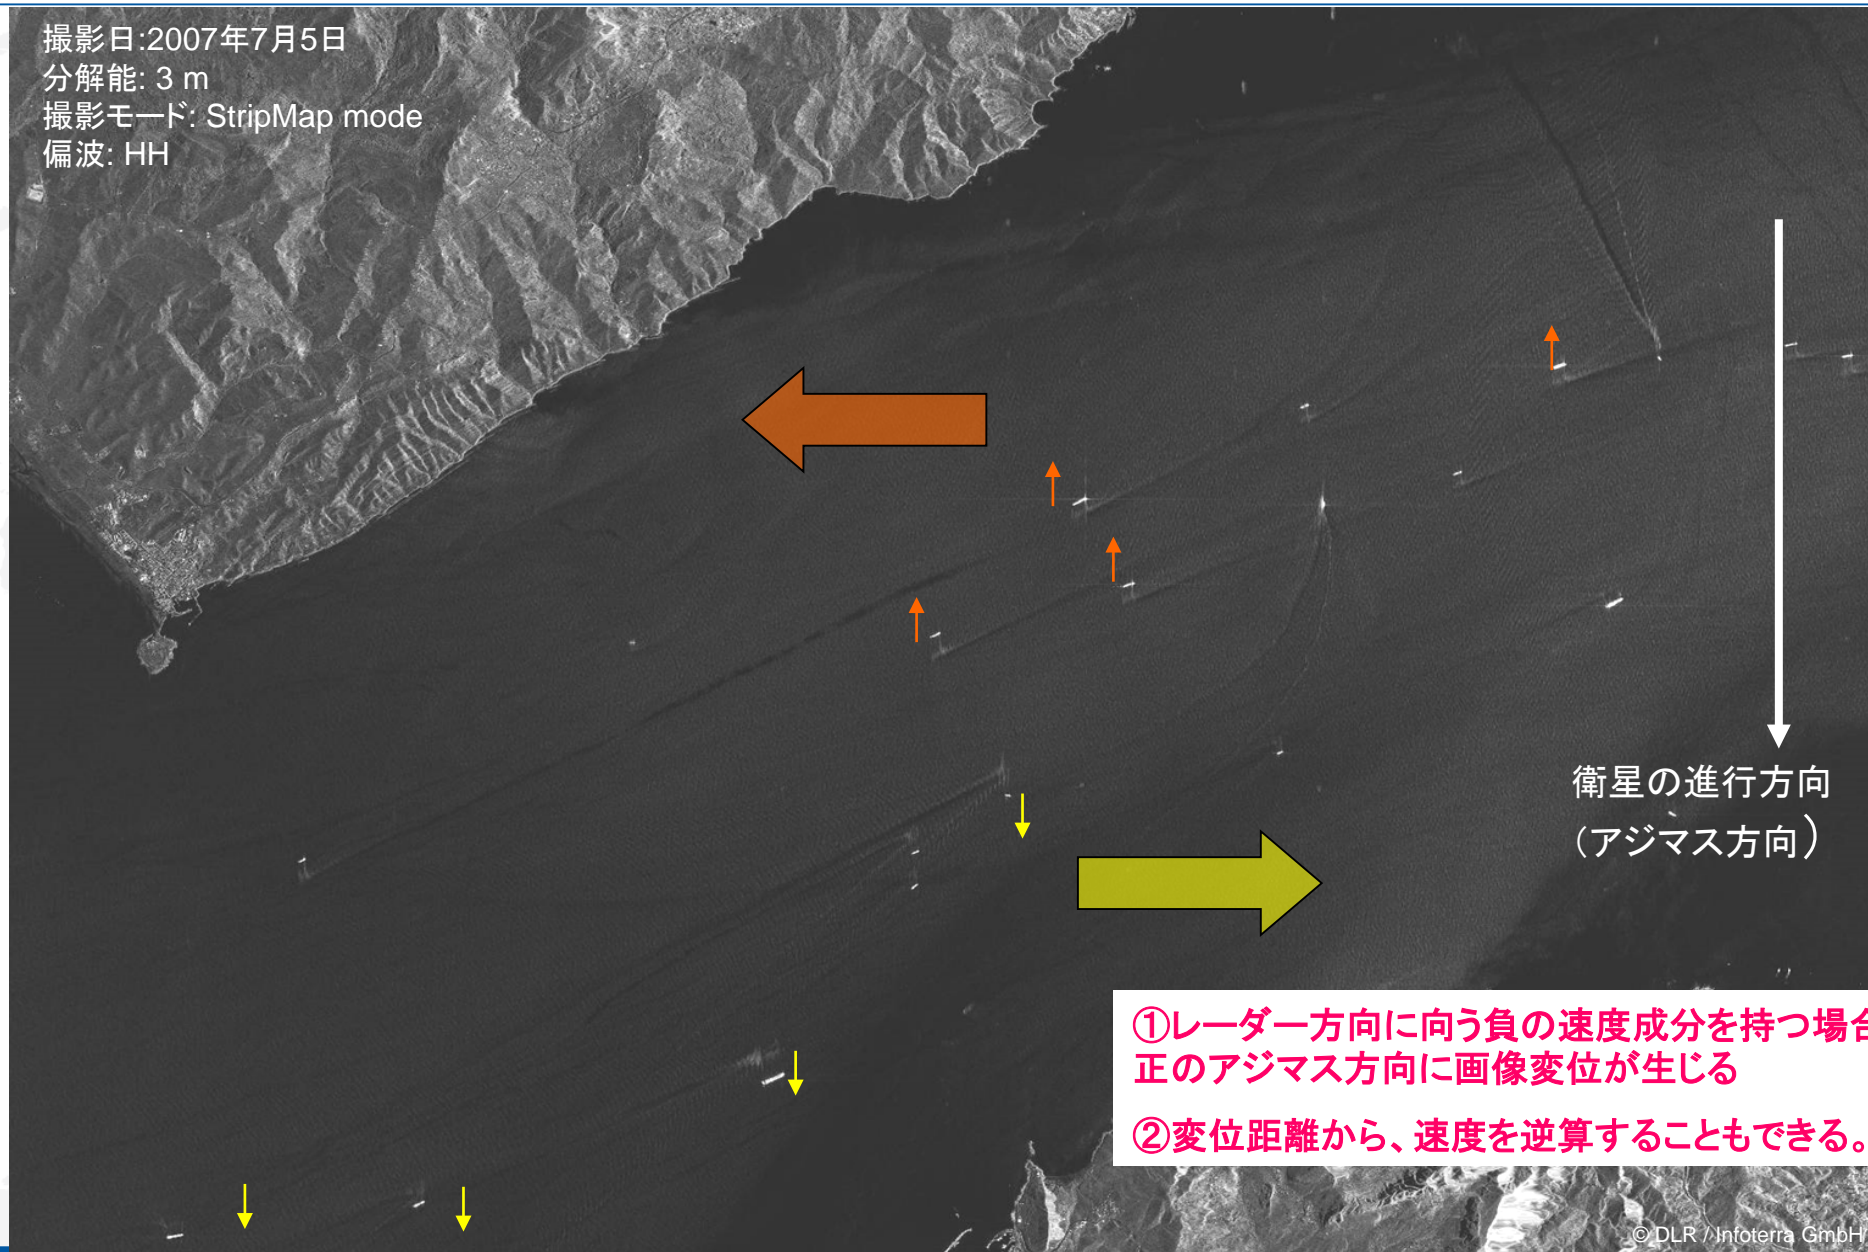 撮影日:2007年7月5日
分解能: 3 m
撮影モード: StripMap mode
偏波: HH
衛星の進行方向
(アジマス方向)
①レーダー方向に向う負の速度成分を持つ場合
正のアジマス方向に画像変位が生じる
②変位距離から、速度を逆算することもできる。
© DLR / Infoterra GmbH